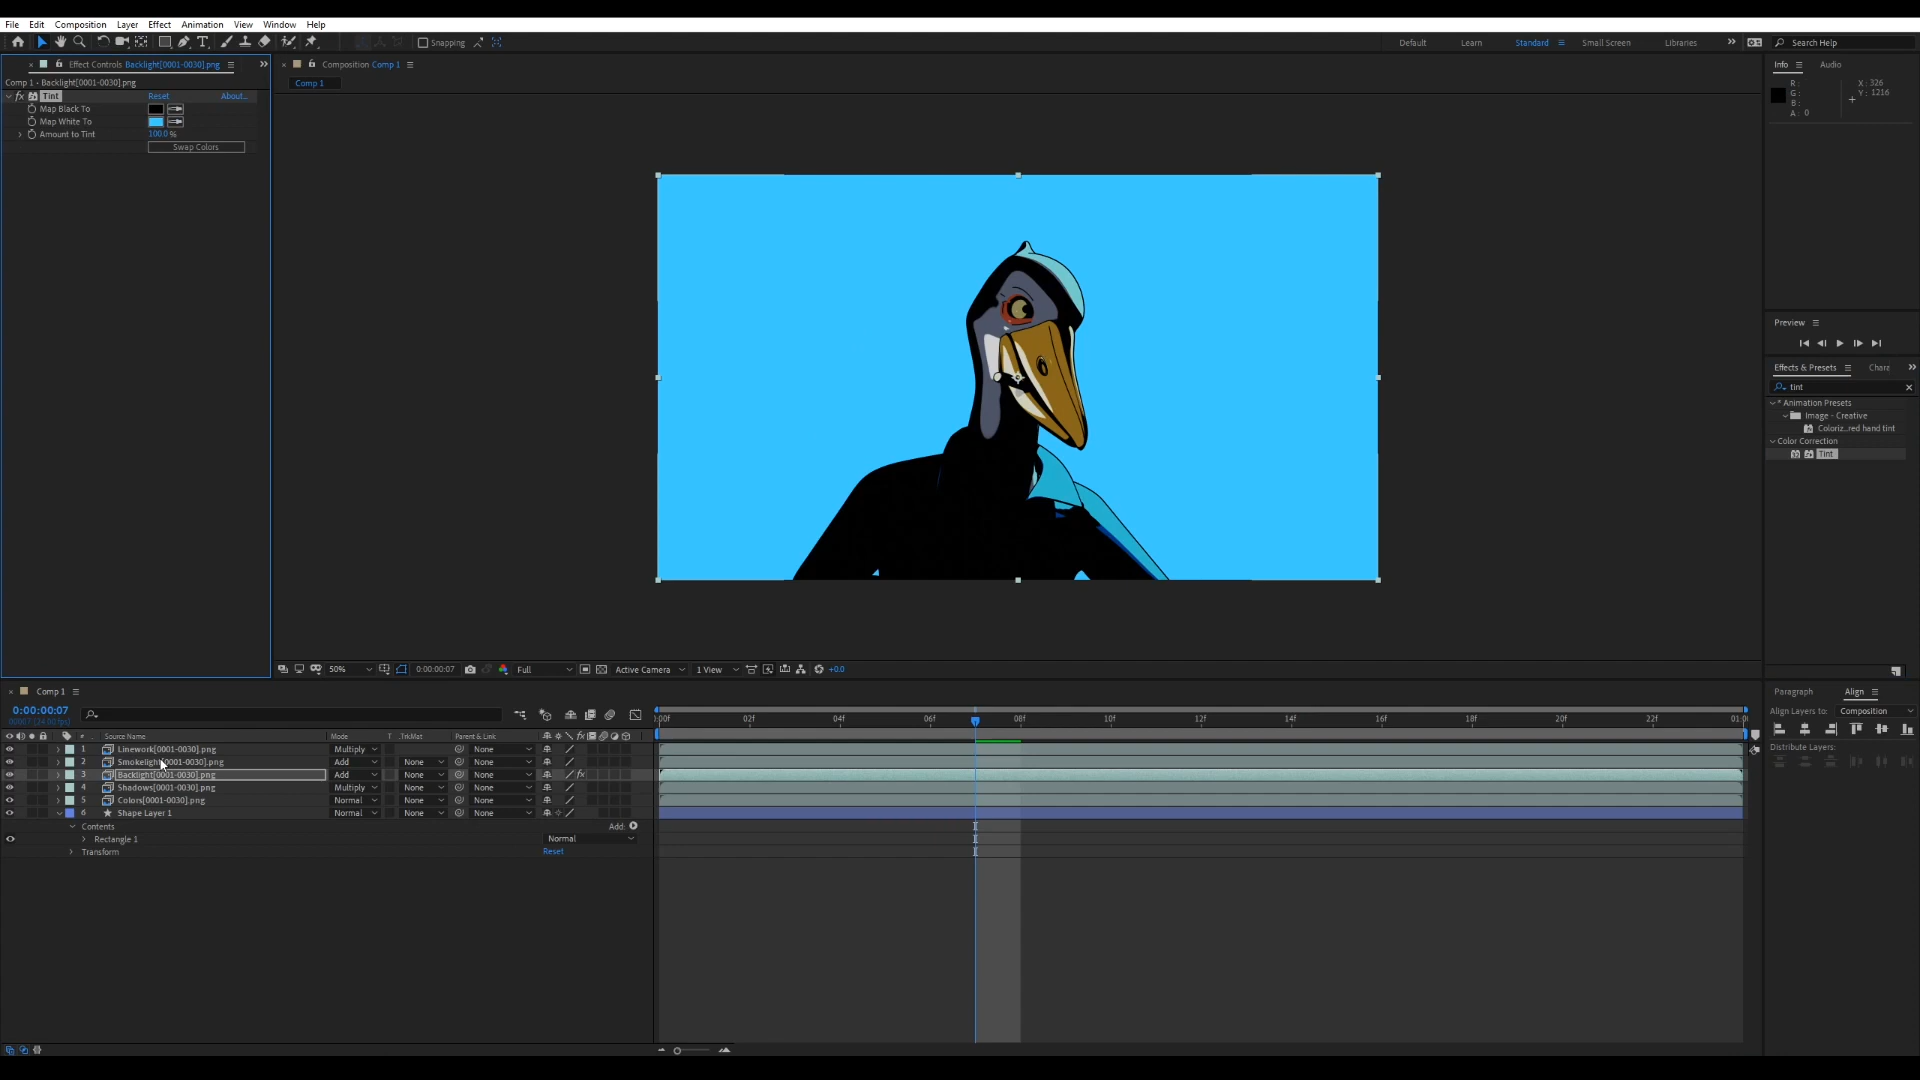 File Edit Composition Layer Effect Animation View Window Help
Snapping
Default Learn Standard Small Screen Libraries Search Help
Effect Controls Backlight[0001-0030].png
Composition Comp 1
Info Audio
Comp 1 - Backlight[0001-0030].png
Comp 1
R: X: 326
G: Y: 1216
B:
A: 0
fx Tint Reset About...
Map Black To
Map White To
Amount to Tint 100.0 %
Swap Colors
Preview
Effects & Presets Chara
tint
* Animation Presets
Image - Creative
Coloriz...red hand tint
Color Correction
Tint
50% 0:00:00:07 Full Active Camera 1 View +0.0
Comp 1
Paragraph Align
Align Layers to: Composition
Distribute Layers:
0:00:00:07
00007 (24.00 fps)
:00f 02f 04f 06f 08f 10f 12f 14f 16f 18f 20f 22f 01:0
# Source Name Mode T .TrkMat Parent & Link
1 Linework[0001-0030].png Multiply None
2 Smokelight[0001-0030].png Add None None
3 Backlight[0001-0030].png Add None None fx
4 Shadows[0001-0030].png Multiply None None
5 Colors[0001-0030].png Normal None None
6 Shape Layer 1 Normal None None
Contents Add:
Rectangle 1 Normal
Transform Reset